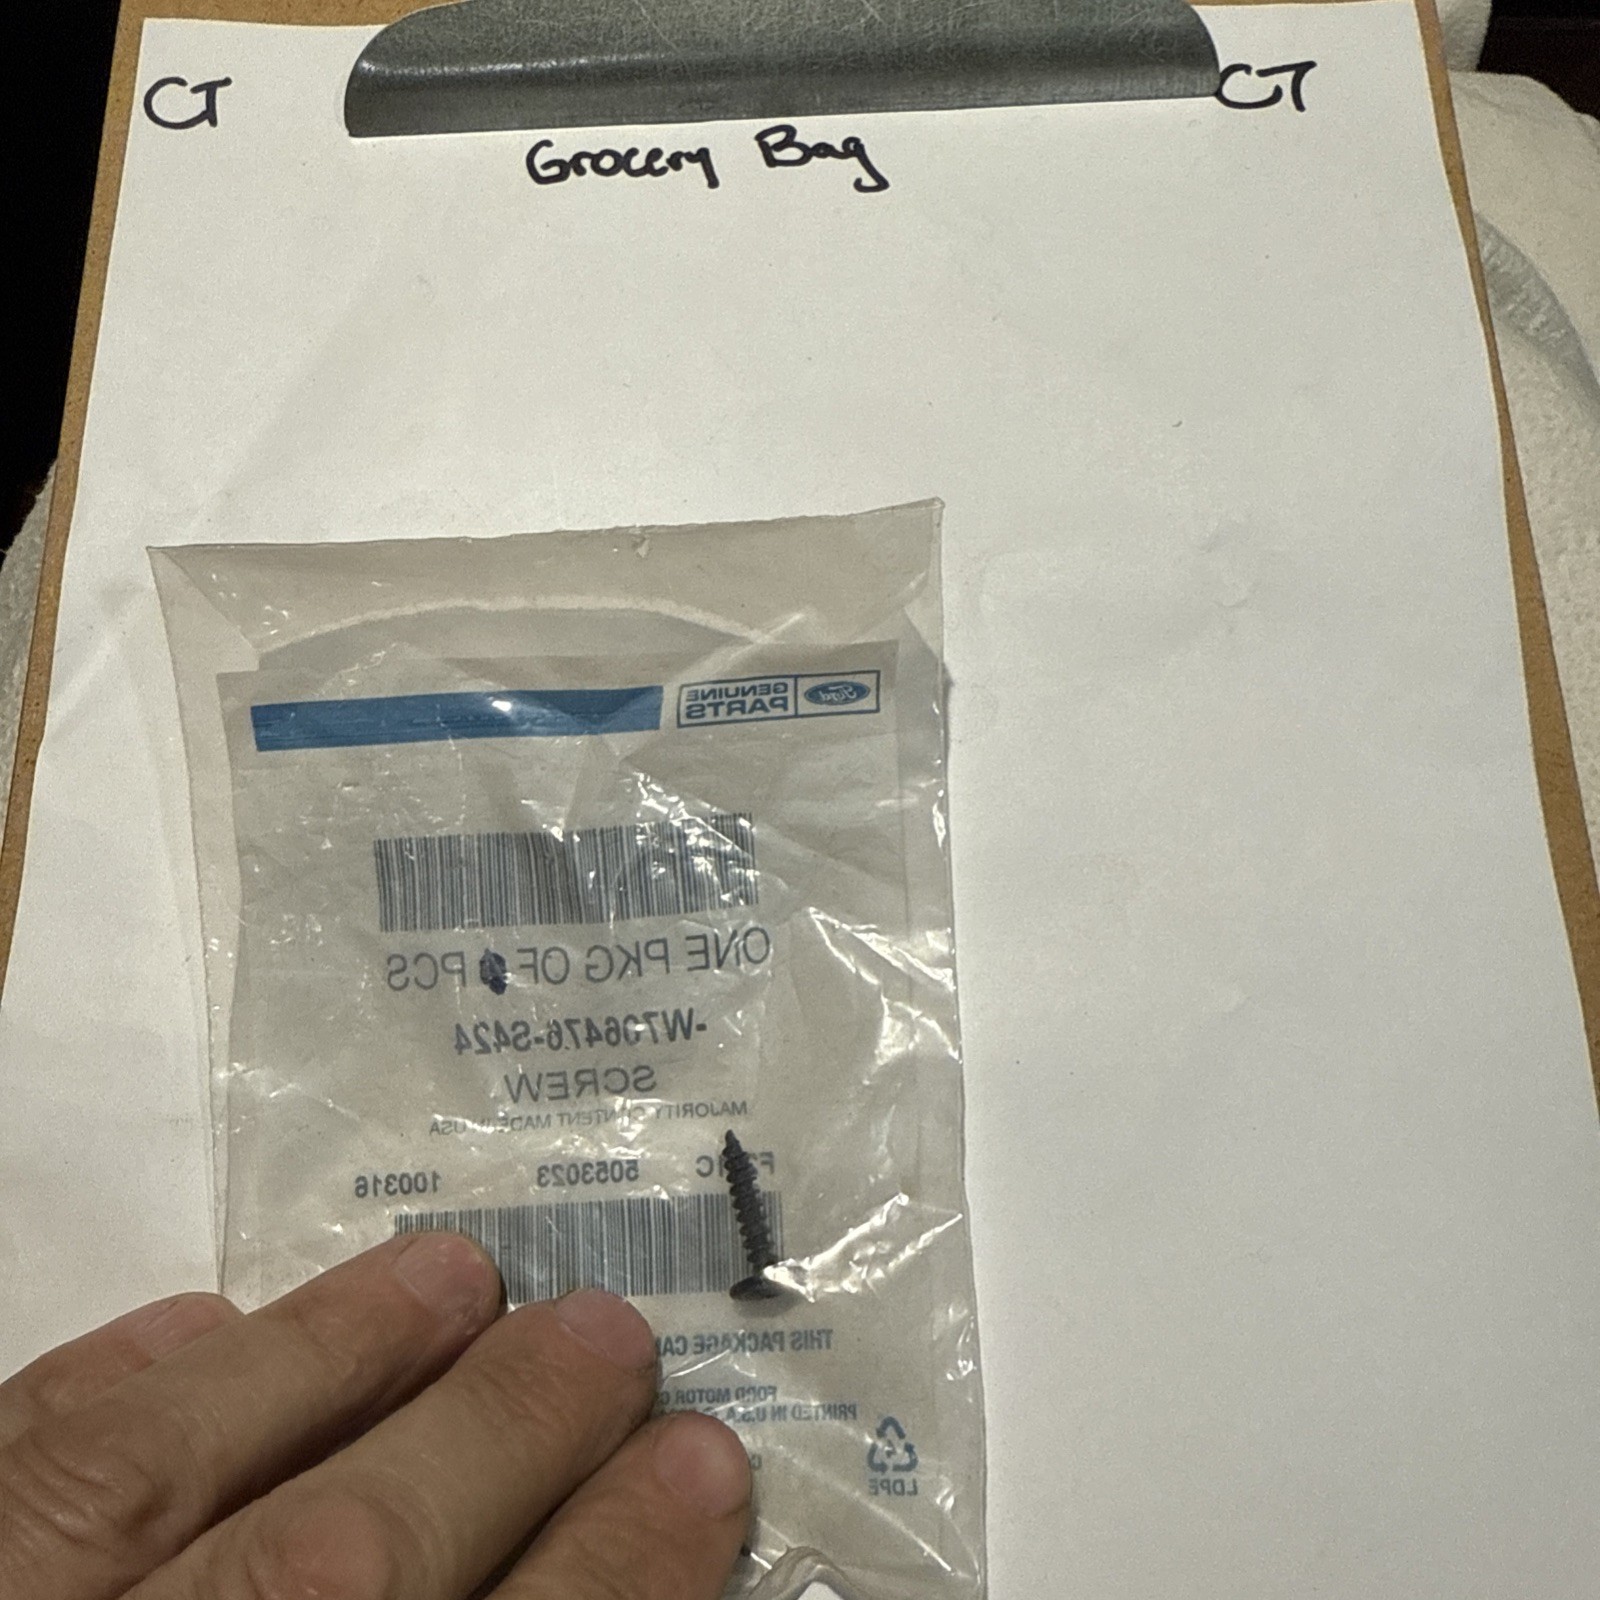 CT CT
Grocery Bag
Ford GENUINE PARTS
ONE PKG OF PCS
-W706476-S424
SCREW
MAJORITY CONTENT MADE IN USA
5053023 100316
THIS PACKAGE
FORD MOTOR
PRINTED IN U.S.A.
LDPE